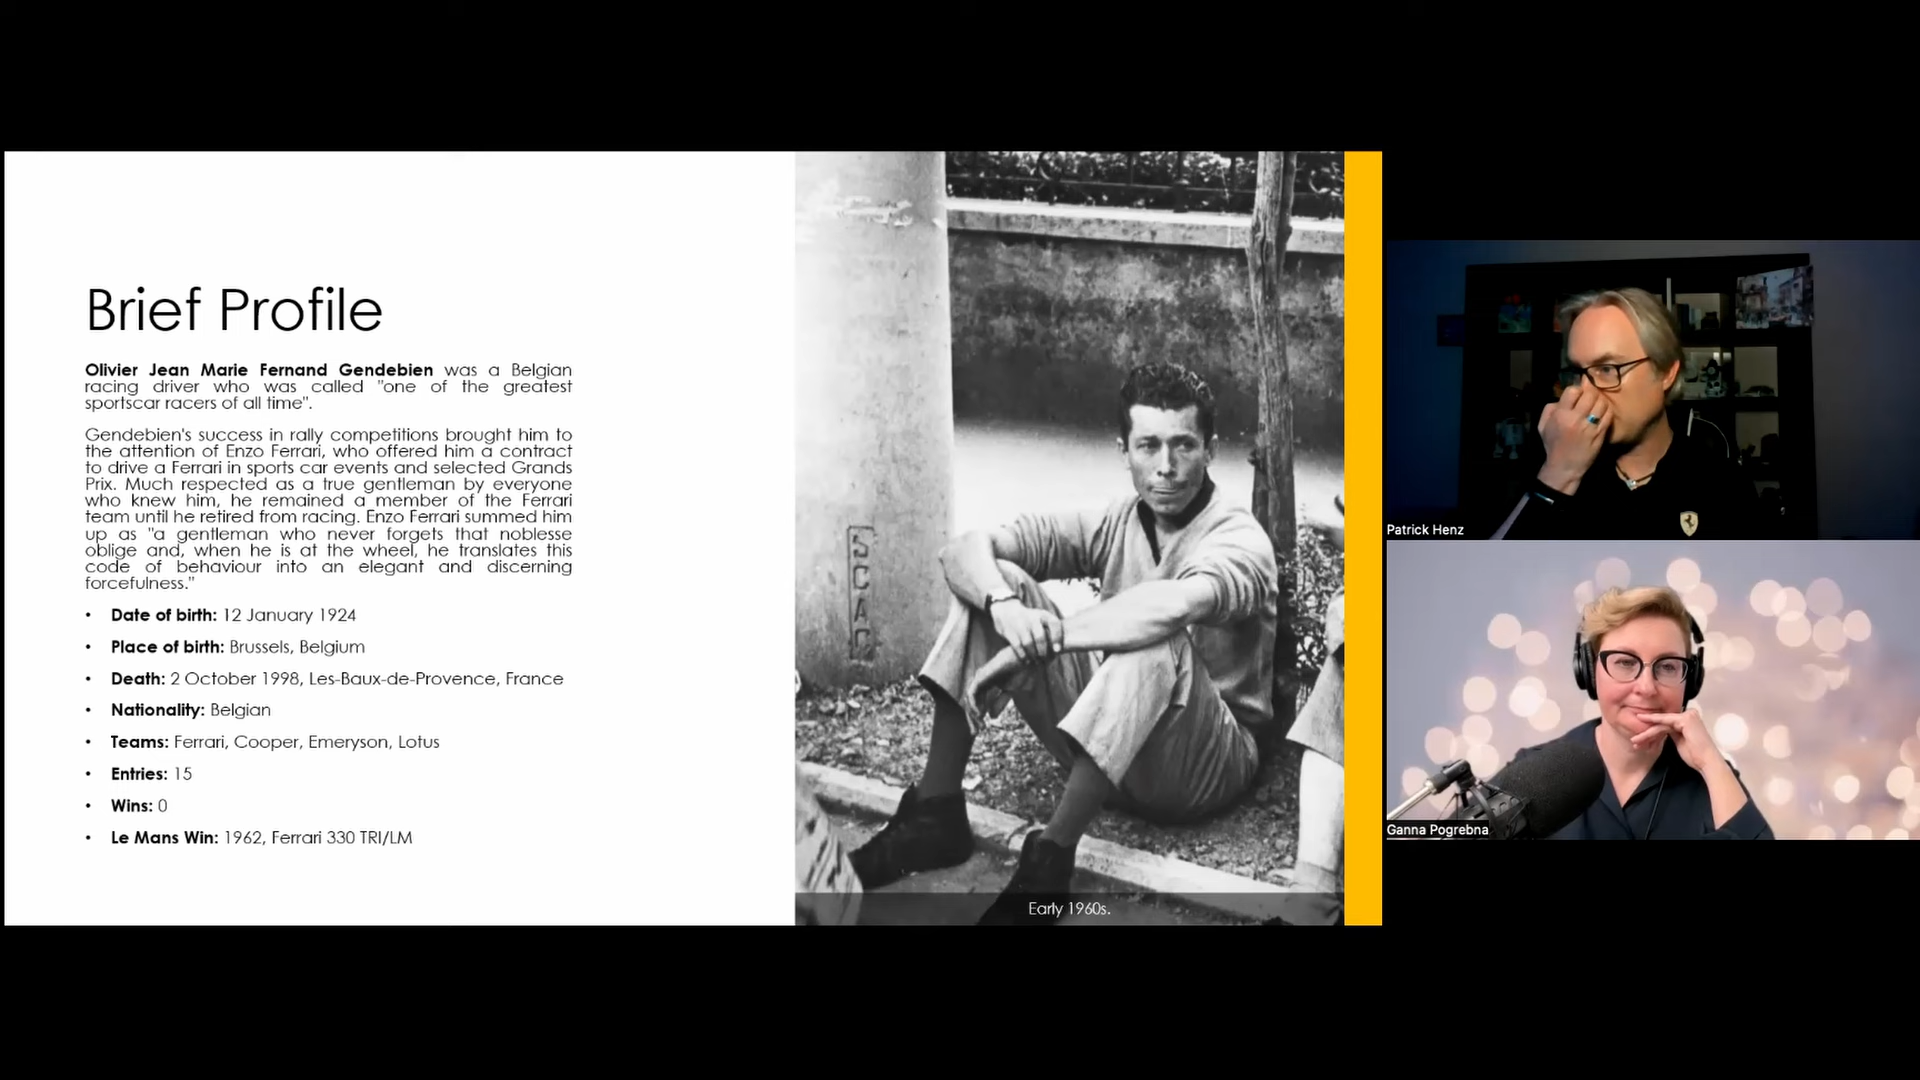 Brief Profile
Olivier Jean Marie Fernand Gendebien was a Belgian
racing driver who was called "one of the greatest
sportscar racers of all time".
Gendebien's success in rally competitions brought him to
the attention of Enzo Ferrari, who offered him a contract
to drive a Ferrari in sports car events and selected Grands
Prix. Much respected as a true gentleman by everyone
who knew him, he remained a member of the Ferrari
team until he retired from racing. Enzo Ferrari summed him
up as "a gentleman who never forgets that noblesse
oblige and, when he is at the wheel, he translates this
code of behaviour into an elegant and discerning
forcefulness."
• Date of birth: 12 January 1924
• Place of birth: Brussels, Belgium
• Death: 2 October 1998, Les-Baux-de-Provence, France
• Nationality: Belgian
• Teams: Ferrari, Cooper, Emeryson, Lotus
• Entries: 15
• Wins: 0
• Le Mans Win: 1962, Ferrari 330 TRI/LM
SCAC
Early 1960s.
Patrick Henz
Ganna Pogrebna